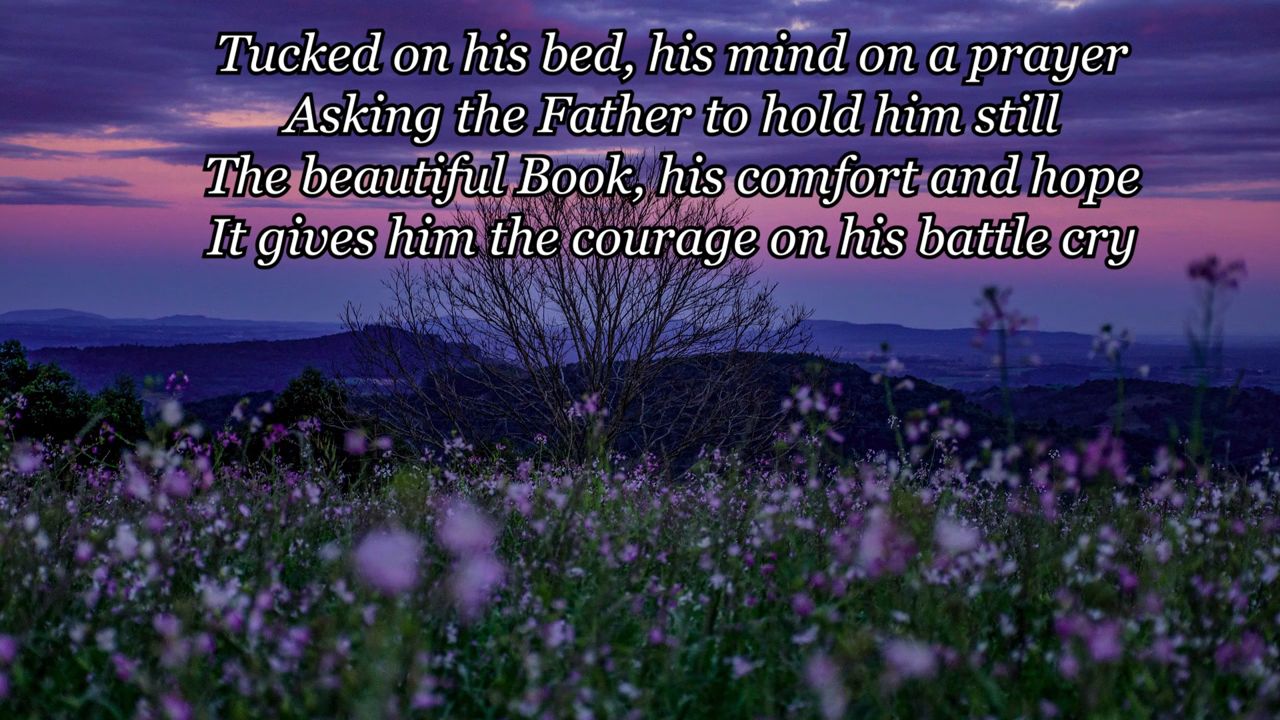 Tucked on his bed, his mind on a prayer
Asking the Father to hold him still
The beautiful Book, his comfort and hope
It gives him the courage on his battle cry